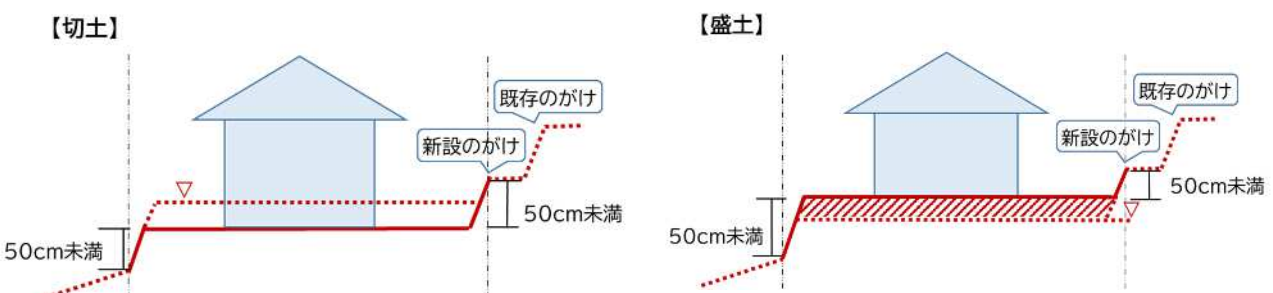 【切土】
既存のがけ
新設のがけ
50cm未満
50cm未満
【盛土】
既存のがけ
新設のがけ
50cm未満
50cm未満